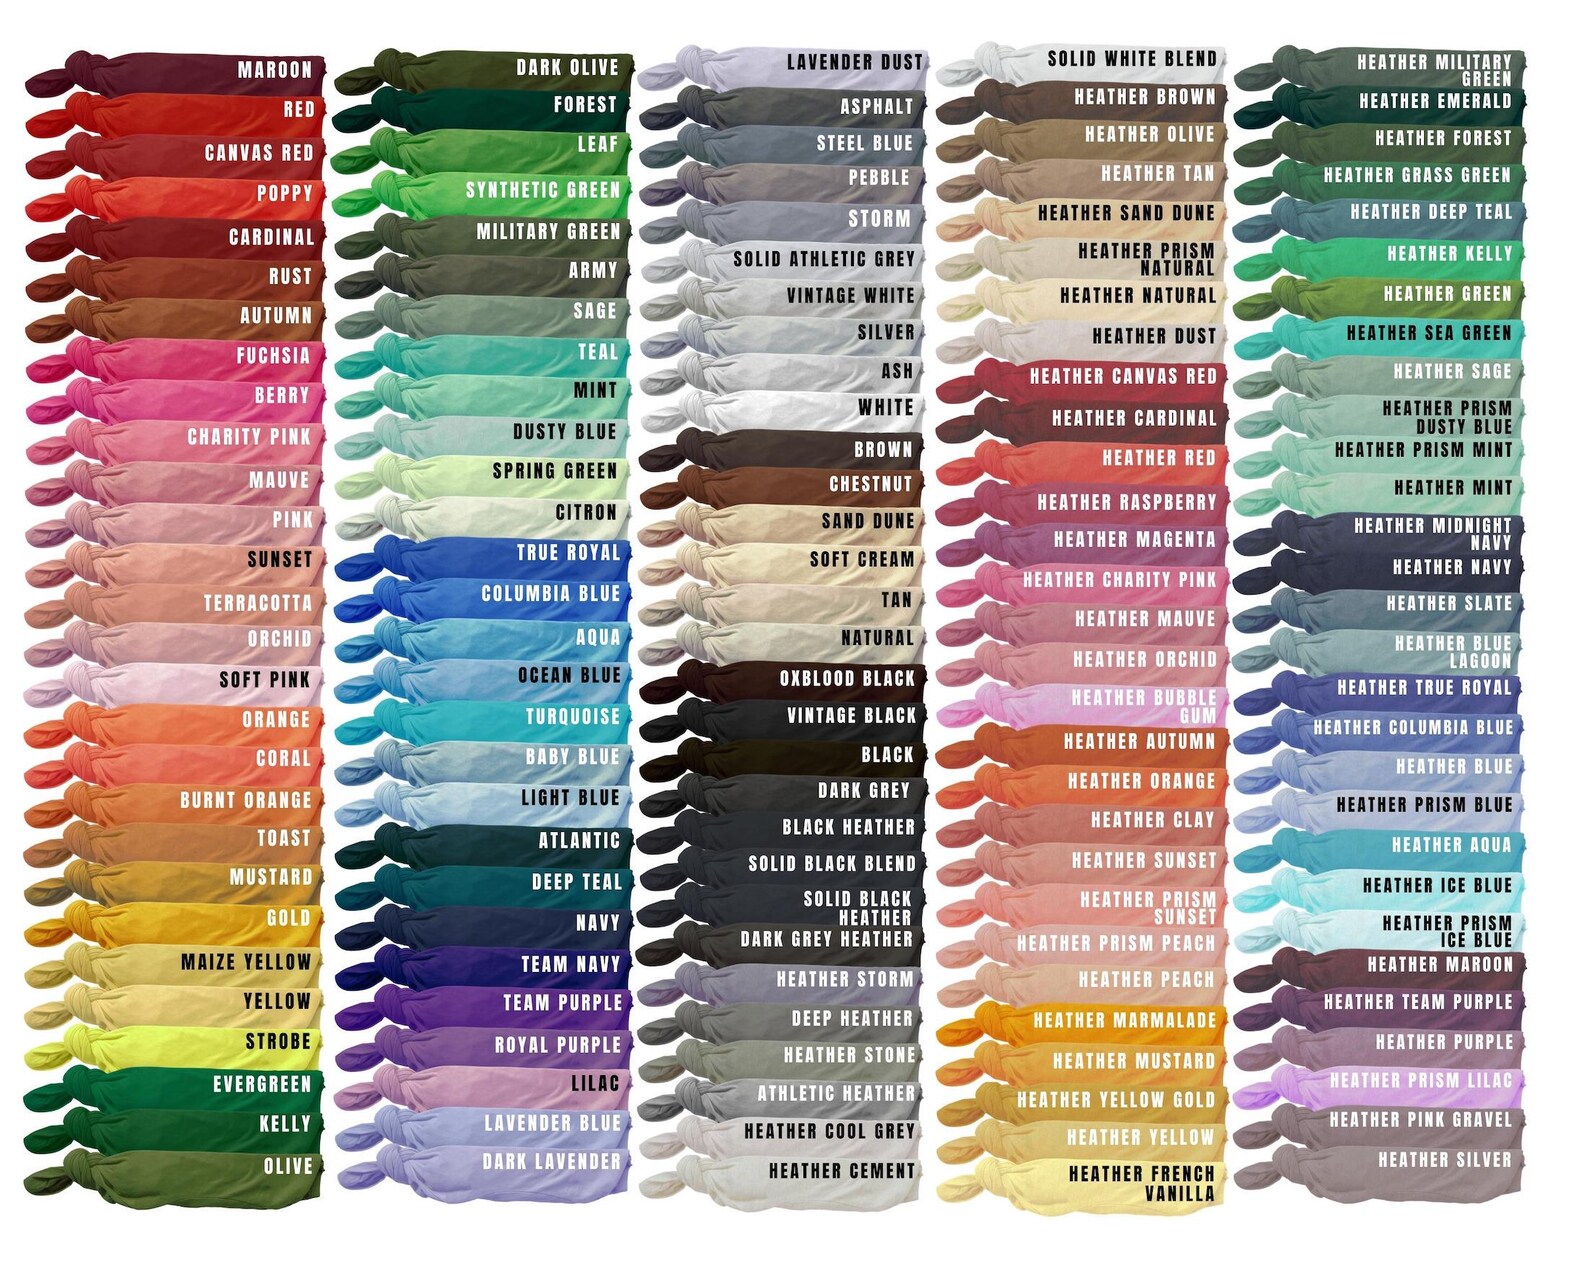 MAROON
RED
CANVAS RED
POPPY
CARDINAL
RUST
AUTUMN
FUCHSIA
BERRY
CHARITY PINK
MAUVE
PINK
SUNSET
TERRACOTTA
ORCHID
SOFT PINK
ORANGE
CORAL
BURNT ORANGE
TOAST
MUSTARD
GOLD
MAIZE YELLOW
YELLOW
STROBE
EVERGREEN
KELLY
OLIVE
DARK OLIVE
FOREST
LEAF
SYNTHETIC GREEN
MILITARY GREEN
ARMY
SAGE
TEAL
MINT
DUSTY BLUE
SPRING GREEN
CITRON
TRUE ROYAL
COLUMBIA BLUE
AQUA
OCEAN BLUE
TURQUOISE
BABY BLUE
LIGHT BLUE
ATLANTIC
DEEP TEAL
NAVY
TEAM NAVY
TEAM PURPLE
ROYAL PURPLE
LILAC
LAVENDER BLUE
DARK LAVENDER
LAVENDER DUST
ASPHALT
STEEL BLUE
PEBBLE
STORM
SOLID ATHLETIC GREY
VINTAGE WHITE
SILVER
ASH
WHITE
BROWN
CHESTNUT
SAND DUNE
SOFT CREAM
TAN
NATURAL
OXBLOOD BLACK
VINTAGE BLACK
BLACK
DARK GREY
BLACK HEATHER
SOLID BLACK BLEND
SOLID BLACK
HEATHER
DARK GREY HEATHER
HEATHER STORM
DEEP HEATHER
HEATHER STONE
ATHLETIC HEATHER
HEATHER COOL GREY
HEATHER CEMENT
SOLID WHITE BLEND
HEATHER BROWN
HEATHER OLIVE
HEATHER TAN
HEATHER SAND DUNE
HEATHER PRISM
NATURAL
HEATHER NATURAL
HEATHER DUST
HEATHER CANVAS RED
HEATHER CARDINAL
HEATHER RED
HEATHER RASPBERRY
HEATHER MAGENTA
HEATHER CHARITY PINK
HEATHER MAUVE
HEATHER ORCHID
HEATHER BUBBLE
GUM
HEATHER AUTUMN
HEATHER ORANGE
HEATHER CLAY
HEATHER SUNSET
HEATHER PRISM
SUNSET
HEATHER PRISM PEACH
HEATHER PEACH
HEATHER MARMALADE
HEATHER MUSTARD
HEATHER YELLOW GOLD
HEATHER YELLOW
HEATHER FRENCH
VANILLA
HEATHER MILITARY
GREEN
HEATHER EMERALD
HEATHER FOREST
HEATHER GRASS GREEN
HEATHER DEEP TEAL
HEATHER KELLY
HEATHER GREEN
HEATHER SEA GREEN
HEATHER SAGE
HEATHER PRISM
DUSTY BLUE
HEATHER PRISM MINT
HEATHER MINT
HEATHER MIDNIGHT
NAVY
HEATHER NAVY
HEATHER SLATE
HEATHER BLUE
LAGOON
HEATHER TRUE ROYAL
HEATHER COLUMBIA BLUE
HEATHER BLUE
HEATHER PRISM BLUE
HEATHER AQUA
HEATHER ICE BLUE
HEATHER PRISM
ICE BLUE
HEATHER MAROON
HEATHER TEAM PURPLE
HEATHER PURPLE
HEATHER PRISM LILAC
HEATHER PINK GRAVEL
HEATHER SILVER